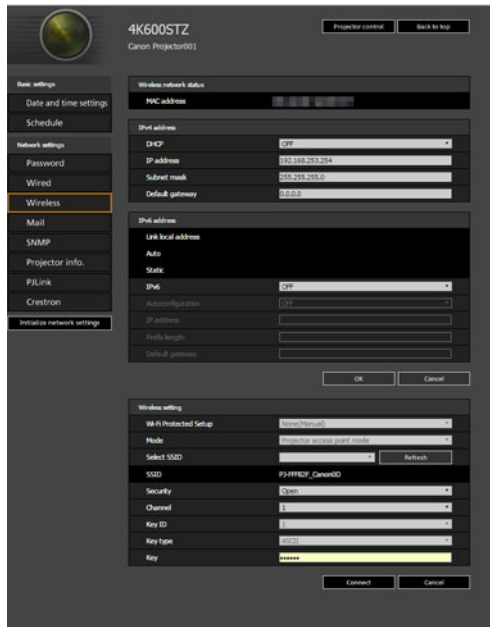 4K600STZ
Canon Projector001
Projector control
Back to top
Basic settings
Date and time settings
Schedule
Network settings
Password
Wired
Wireless
Mail
SNMP
Projector info.
PJLink
Crestron
Initialize network settings
Wireless network status
MAC address
IPv4 address
DHCP OFF
IP address 192.168.253.254
Subnet mask 255.255.255.0
Default gateway 0.0.0.0
IPv6 address
Link local address
Auto
Static
IPv6 OFF
Autoconfiguration OFF
IP address
Prefix length
Default gateway
OK Cancel
Wireless setting
Wi-Fi Protected Setup None(Manual)
Mode Projector access point mode
Select SSID Refresh
SSID PJ-FFFB2F_Canon0D
Security Open
Channel 1
Key ID 1
Key type ASCII
Key ••••••
Connect Cancel